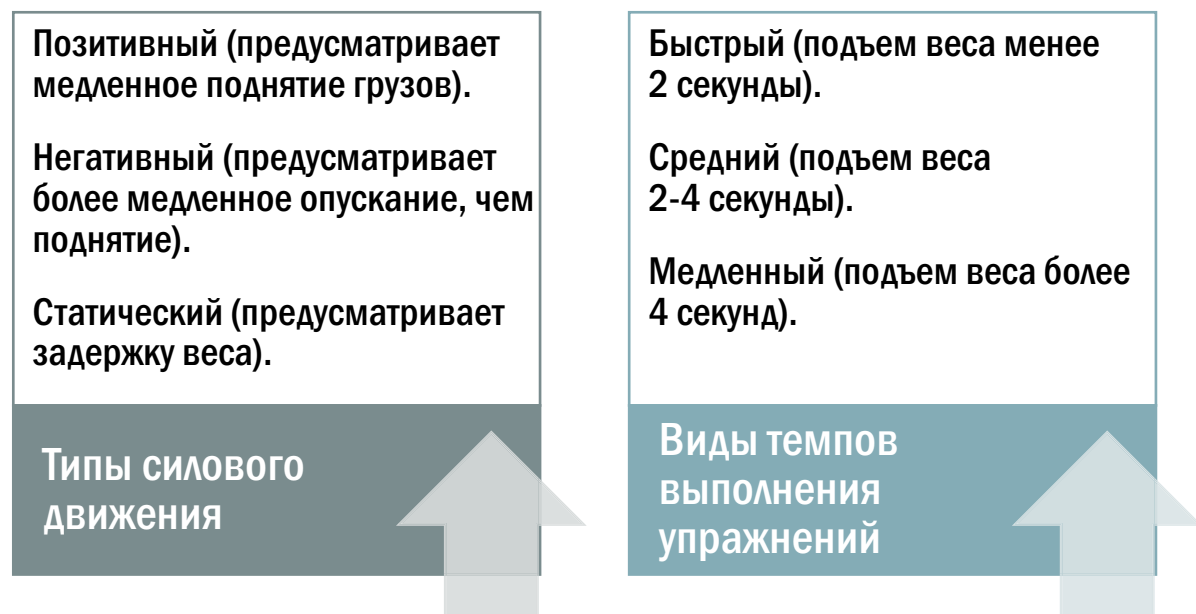 Позитивный (предусматривает
медленное поднятие грузов).
Негативный (предусматривает
более медленное опускание, чем
поднятие).
Статический (предусматривает
задержку веса).
Типы силового
движения
Быстрый (подъем веса менее
2 секунды).
Средний (подъем веса
2-4 секунды).
Медленный (подъем веса более
4 секунд).
Виды темпов
выполнения
упражнений